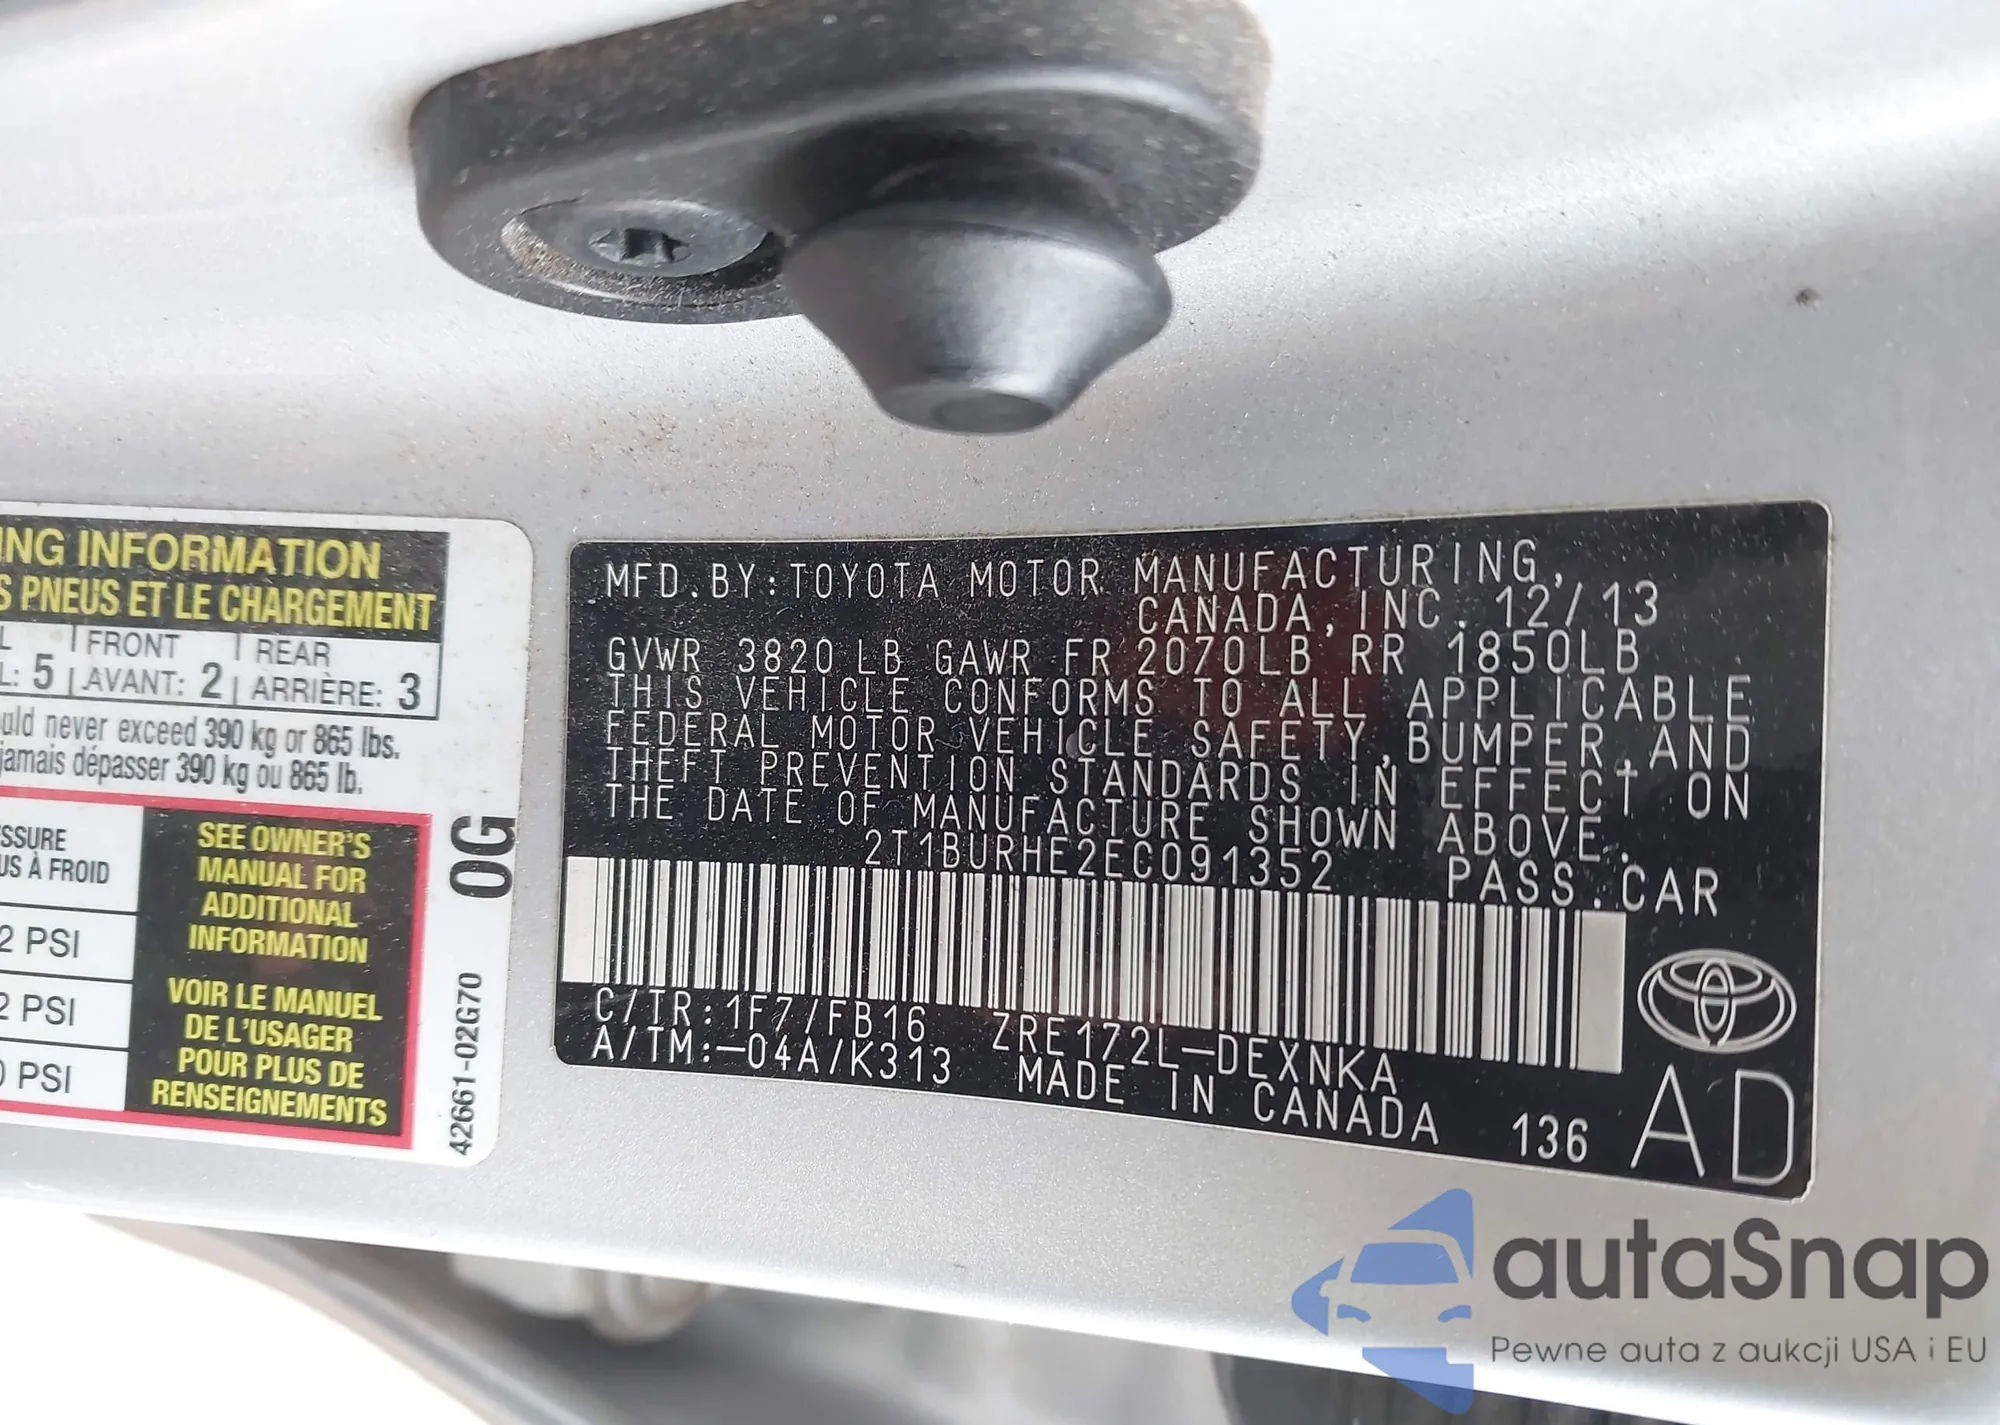 ING INFORMATION
S PNEUS ET LE CHARGEMENT
L | FRONT | REAR
L: 5 | AVANT: 2 | ARRIÈRE: 3
uld never exceed 390 kg or 865 lbs.
jamais dépasser 390 kg ou 865 lb.
SSURE
US À FROID
2 PSI
2 PSI
0 PSI
SEE OWNER'S
MANUAL FOR
ADDITIONAL
INFORMATION
VOIR LE MANUEL
DE L'USAGER
POUR PLUS DE
RENSEIGNEMENTS
0G
42661-02G70
MFD.BY:TOYOTA MOTOR MANUFACTURING,
CANADA,INC. 12/13
GVWR 3820LB GAWR FR 2070LB RR 1850LB
THIS VEHICLE CONFORMS TO ALL APPLICABLE
FEDERAL MOTOR VEHICLE SAFETY,BUMPER,AND
THEFT PREVENTION STANDARDS IN EFFECT ON
THE DATE OF MANUFACTURE SHOWN ABOVE.
2T1BURHE2EC091352 PASS.CAR
C/TR:1F7/FB16 ZRE172L-DEXNKA
A/TM:-04A/K313 MADE IN CANADA 136
AD
autaSnap
Pewne auta z aukcji USA i EU